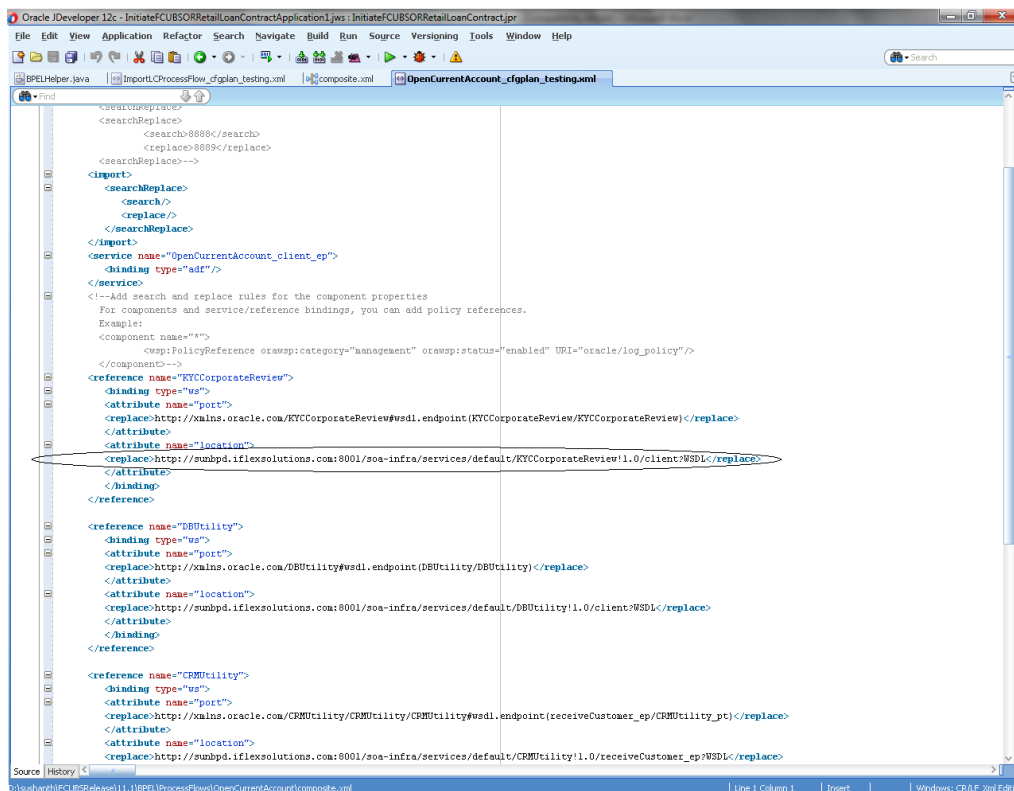 Oracle JDeveloper 12c - InitiateFCUBSORRetailLoanContractApplication1.jws : InitiateFCUBSORRetailLoanContract.jpr
File Edit View Application Refactor Search Navigate Build Run Source Versioning Tools Window Help
Search
BPELHelper.java ImportLCProcessFlow_cfgplan_testing.xml composite.xml OpenCurrentAccount_cfgplan_testing.xml
Find
<searchReplace>
<searchReplace>
<search>8888</search>
<replace>8889</replace>
<searchReplace>-->
<import>
<searchReplace>
<search/>
<replace/>
</searchReplace>
</import>
<service name="OpenCurrentAccount_client_ep">
<binding type="adf"/>
</service>
<!--Add search and replace rules for the component properties
For components and service/reference bindings, you can add policy references.
Example:
<component name="*">
<wsp:PolicyReference orawsp:category="management" orawsp:status="enabled" URI="oracle/log_policy"/>
</component>-->
<reference name="KYCCorporateReview">
<binding type="ws">
<attribute name="port">
<replace>http://xmlns.oracle.com/KYCCorporateReview#wsdl.endpoint(KYCCorporateReview/KYCCorporateReview)</replace>
</attribute>
<attribute name="location">
<replace>http://sunbpd.iflexsolutions.com:8001/soa-infra/services/default/KYCCorporateReview!1.0/client?WSDL</replace>
</attribute>
</binding>
</reference>
<reference name="DBUtility">
<binding type="ws">
<attribute name="port">
<replace>http://xmlns.oracle.com/DBUtility#wsdl.endpoint(DBUtility/DBUtility)</replace>
</attribute>
<attribute name="location">
<replace>http://sunbpd.iflexsolutions.com:8001/soa-infra/services/default/DBUtility!1.0/client?WSDL</replace>
</attribute>
</binding>
</reference>
<reference name="CRMUtility">
<binding type="ws">
<attribute name="port">
<replace>http://xmlns.oracle.com/CRMUtility/CRMUtility/CRMUtility#wsdl.endpoint(receiveCustomer_ep/CRMUtility_pt)</replace>
</attribute>
<attribute name="location">
<replace>http://sunbpd.iflexsolutions.com:8001/soa-infra/services/default/CRMUtility!1.0/receiveCustomer_ep?WSDL</replace>
Source History
D:\sushanth\FCUBSRelease\11.1\BPEL\ProcessFlows\OpenCurrentAccount\composite.xml Line 1 Column 1 Insert Windows: CR/LF Xml Editi